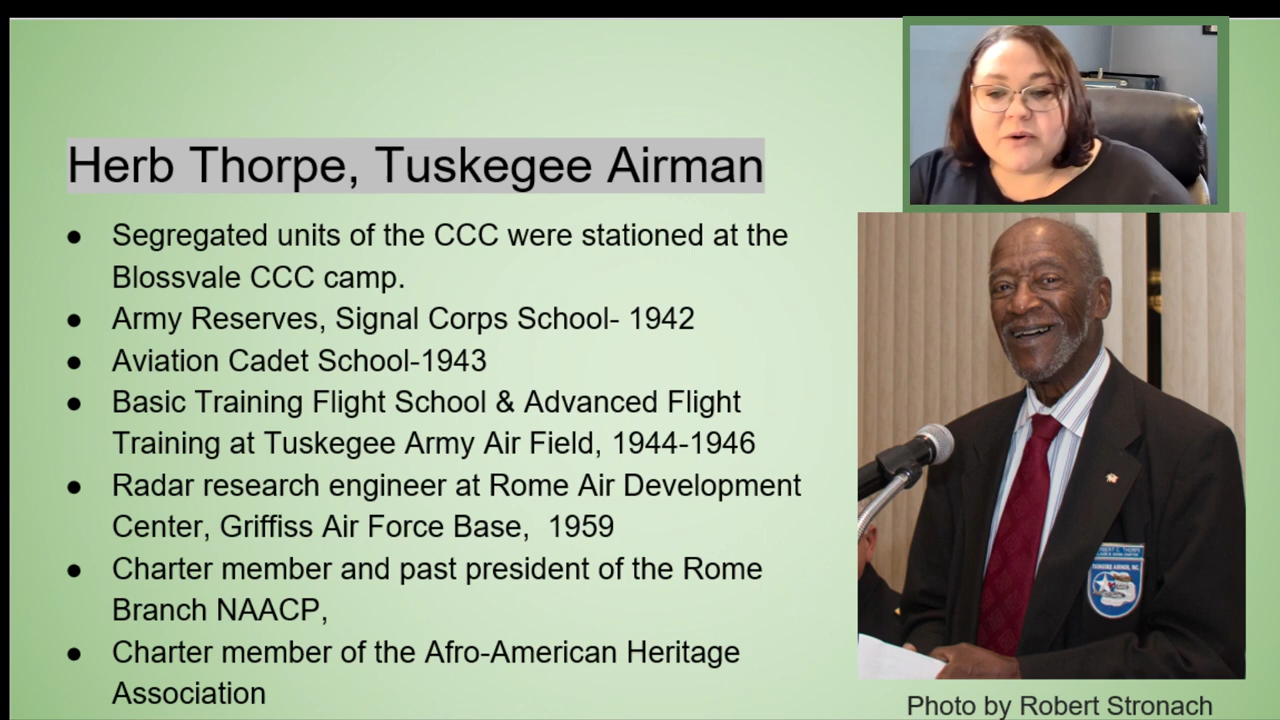 Herb Thorpe, Tuskegee Airman
● Segregated units of the CCC were stationed at the
Blossvale CCC camp.
● Army Reserves, Signal Corps School- 1942
● Aviation Cadet School-1943
● Basic Training Flight School & Advanced Flight
Training at Tuskegee Army Air Field, 1944-1946
● Radar research engineer at Rome Air Development
Center, Griffiss Air Force Base,  1959
● Charter member and past president of the Rome
Branch NAACP,
● Charter member of the Afro-American Heritage
Association
TUSKEGEE AIRMEN, INC.
Photo by Robert Stronach